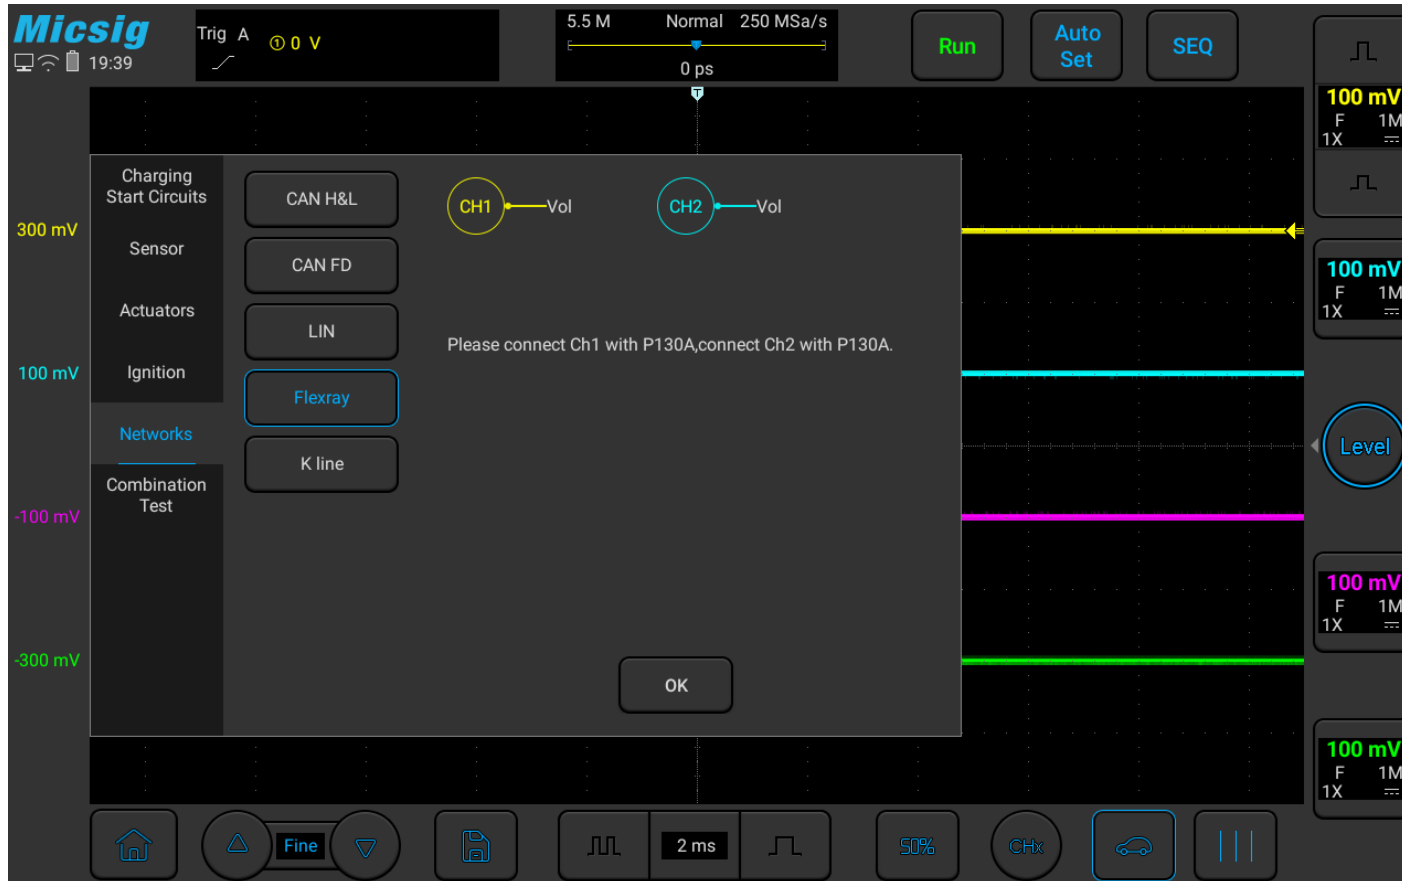 Micsig
19:39
Trig A ① 0 V
5.5 M Normal 250 MSa/s
0 ps
Run
Auto
Set
SEQ
T
100 mV
F 1M
1X
300 mV
100 mV
-100 mV
-300 mV
Charging
Start Circuits
Sensor
Actuators
Ignition
Networks
Combination
Test
CAN H&L
CAN FD
LIN
Flexray
K line
CH1 Vol
CH2 Vol
Please connect Ch1 with P130A,connect Ch2 with P130A.
OK
100 mV
F 1M
1X
Level
100 mV
F 1M
1X
100 mV
F 1M
1X
Fine
2 ms
50%
CHx